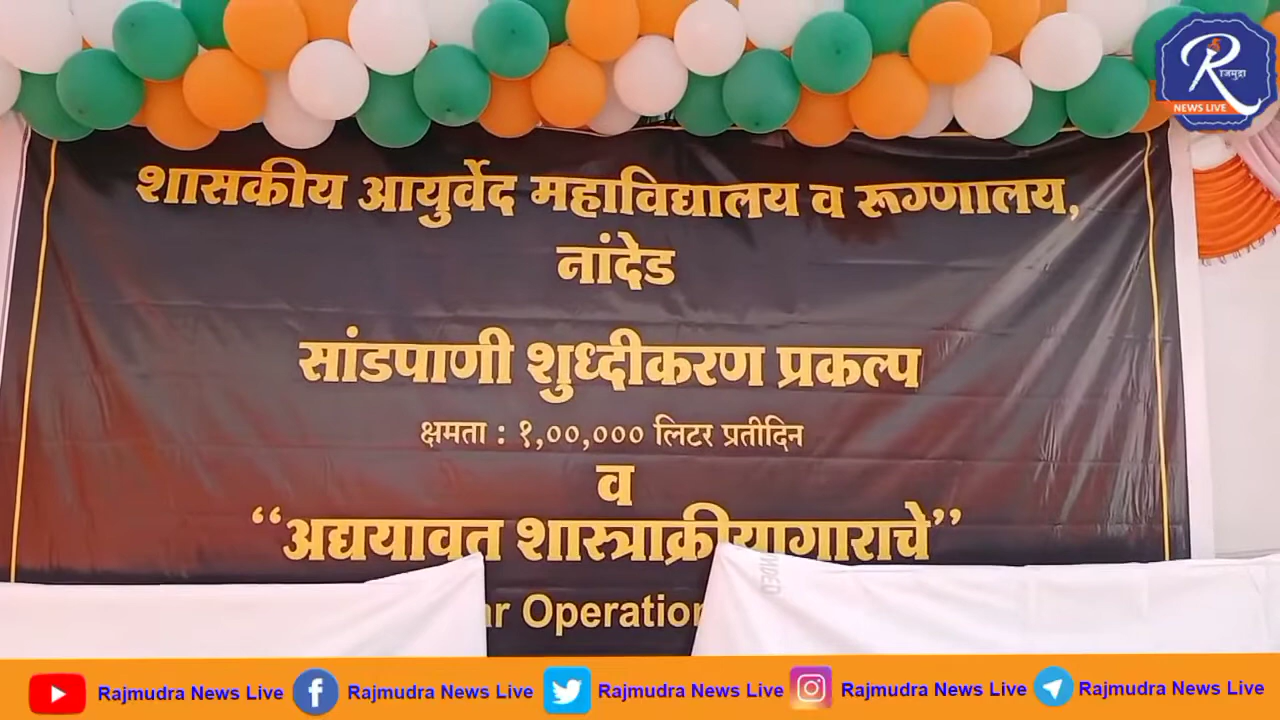 राजमुद्रा
NEWS LIVE
शासकीय आयुर्वेद महाविद्यालय व रूग्णालय,
नांदेड
सांडपाणी शुध्दीकरण प्रकल्प
क्षमता : १,००,००० लिटर प्रतीदिन
व
“अद्ययावत शास्त्राक्रीयागाराचे”
Operation
Rajmudra News Live Rajmudra News Live Rajmudra News Live Rajmudra News Live Rajmudra News Live